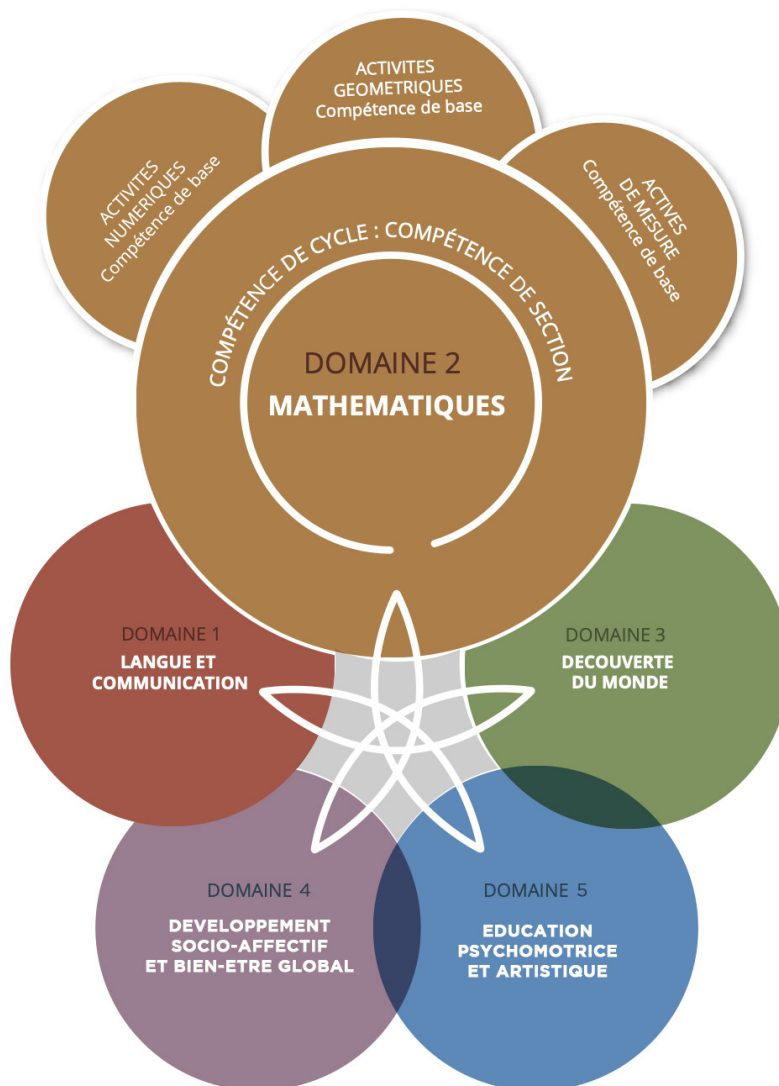 ACTIVITES
NUMERIQUES
Compétence de base
ACTIVITES
GEOMETRIQUES
Compétence de base
ACTIVES
DE MESURE
Compétence de base
COMPÉTENCE DE CYCLE : COMPÉTENCE DE SECTION
DOMAINE 2
MATHEMATIQUES
DOMAINE 1
LANGUE ET
COMMUNICATION
DOMAINE 3
DECOUVERTE
DU MONDE
DOMAINE 4
DEVELOPPEMENT
SOCIO-AFFECTIF
ET BIEN-ETRE GLOBAL
DOMAINE 5
EDUCATION
PSYCHOMOTRICE
ET ARTISTIQUE